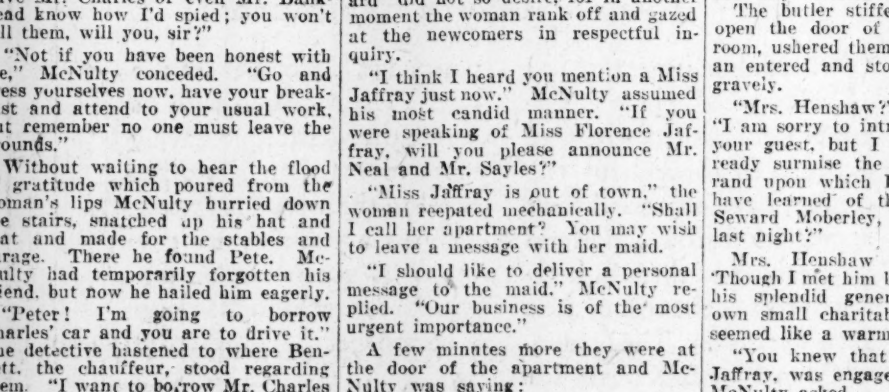 ead know how I'd spied; you won't
ll them, will you, sir?"
"Not if you have been honest with
e," McNulty conceded. "Go and
ess yourselves now, have your break-
st and attend to your usual work,
ut remember no one must leave the
ounds."
Without waiting to hear the flood
gratitude which poured from the
oman's lips McNulty hurried down
e stairs, snatched up his hat and
at and made for the stables and
rage. There he found Pete. Mc-
ulty had temporarily forgotten his
iend, but now he hailed him eagerly.
"Peter! I'm going to borrow
harles' car and you are to drive it."
he detective hastened to where Ben-
tt, the chauffeur, stood regarding
em. "I want to borrow Mr. Charles
moment the woman rank off and gazed
at the newcomers in respectful in-
quiry.
"I think I heard you mention a Miss
Jaffray just now." McNulty assumed
his most candid manner. "If you
were speaking of Miss Florence Jaf-
fray, will you please announce Mr.
Neal and Mr. Sayles?"
"Miss Jaffray is out of town," the
woman reepated mechanically. "Shall
I call her apartment? You may wish
to leave a message with her maid.
"I should like to deliver a personal
message to the maid," McNulty re-
plied. "Our business is of the most
urgent importance."
A few minntes more they were at
the door of the apartment and Mc-
Nulty was saying:
The butler stiffe
open the door of
room, ushered them
an entered and sto
gravely.
"Mrs. Henshaw?
"I am sorry to intr
your guest, but I
ready surmise the
rand upon which I
have learned of th
Seward Moberley,
last night?"
Mrs. Henshaw
"Though I met him b
his splendid gener
own small charitab
seemed like a warm
"You knew that
Jaffray, was engag
McNulty asked